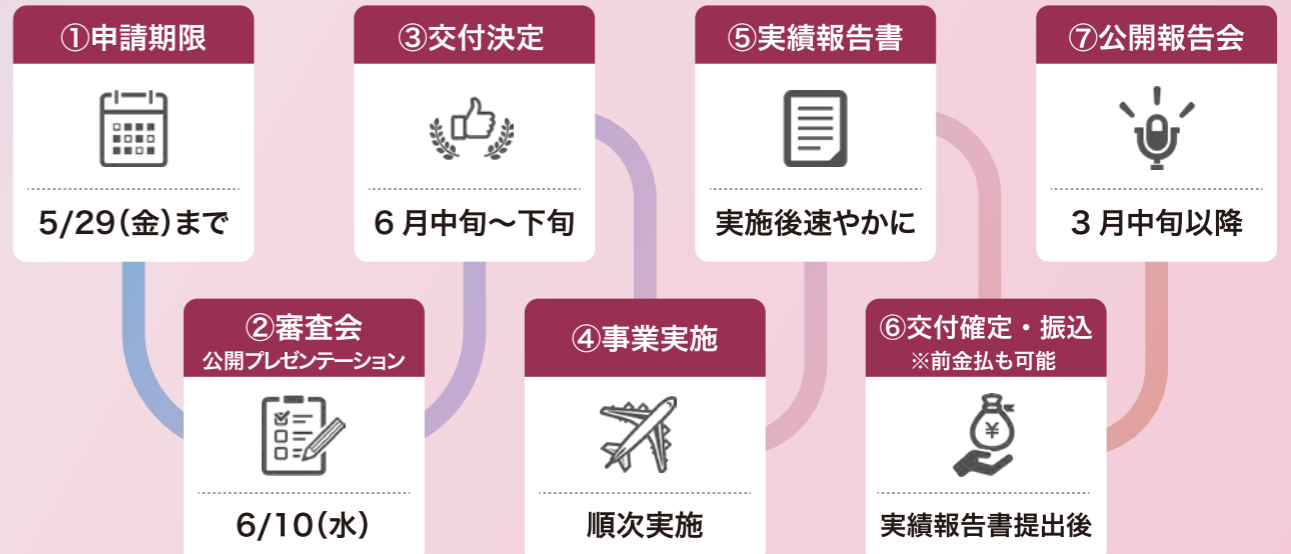 ①申請期限
5/29(金)まで
②審査会
公開プレゼンテーション
6/10(水)
③交付決定
6月中旬〜下旬
④事業実施
順次実施
⑤実績報告書
実施後速やかに
⑥交付確定・振込
※前金払も可能
¥
実績報告書提出後
⑦公開報告会
3月中旬以降